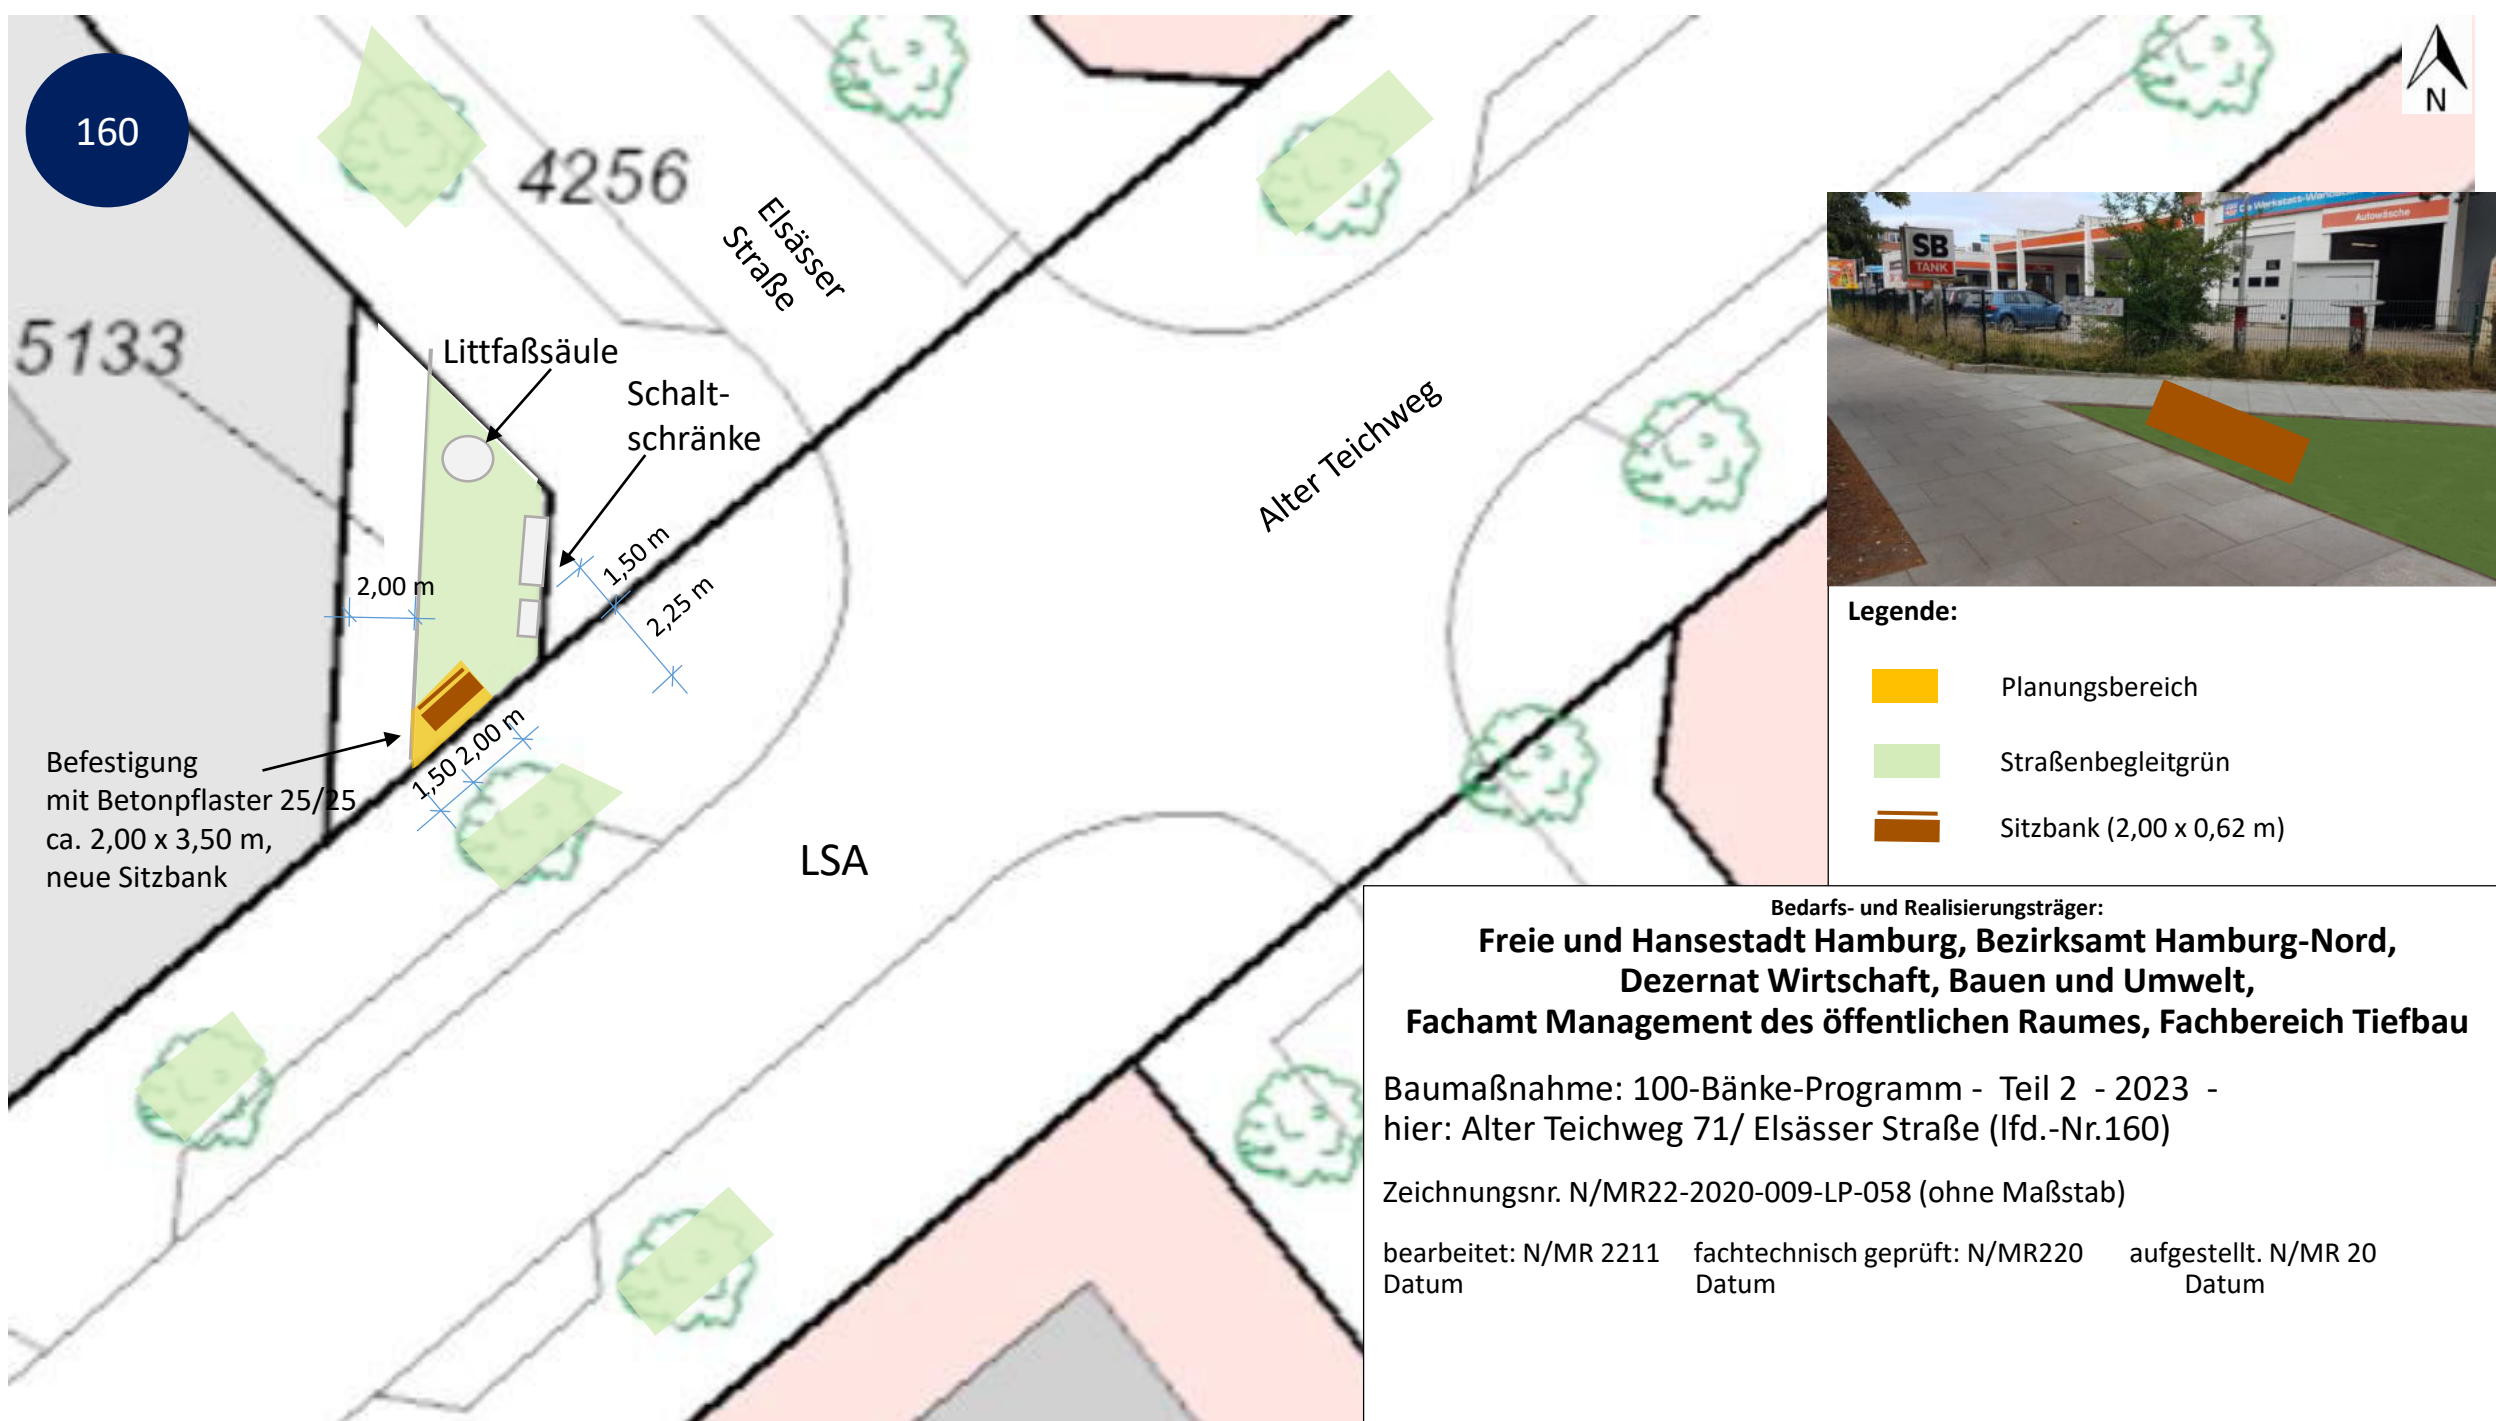 160
4256
Elsässer
Straße
N
5133
Littfaßsäule
Schalt-
schränke
Alter Teichweg
SB
TANK
Autowäsche
2,00 m
1,50 m
2,25 m
1,50 2,00 m
Befestigung
mit Betonpflaster 25/25
ca. 2,00 x 3,50 m,
neue Sitzbank
LSA
Legende:
Planungsbereich
Straßenbegleitgrün
Sitzbank (2,00 x 0,62 m)
Bedarfs- und Realisierungsträger:
Freie und Hansestadt Hamburg, Bezirksamt Hamburg-Nord,
Dezernat Wirtschaft, Bauen und Umwelt,
Fachamt Management des öffentlichen Raumes, Fachbereich Tiefbau
Baumaßnahme: 100-Bänke-Programm - Teil 2 - 2023 -
hier: Alter Teichweg 71/ Elsässer Straße (lfd.-Nr.160)
Zeichnungsnr. N/MR22-2020-009-LP-058 (ohne Maßstab)
bearbeitet: N/MR 2211 fachtechnisch geprüft: N/MR220 aufgestellt. N/MR 20
Datum Datum Datum